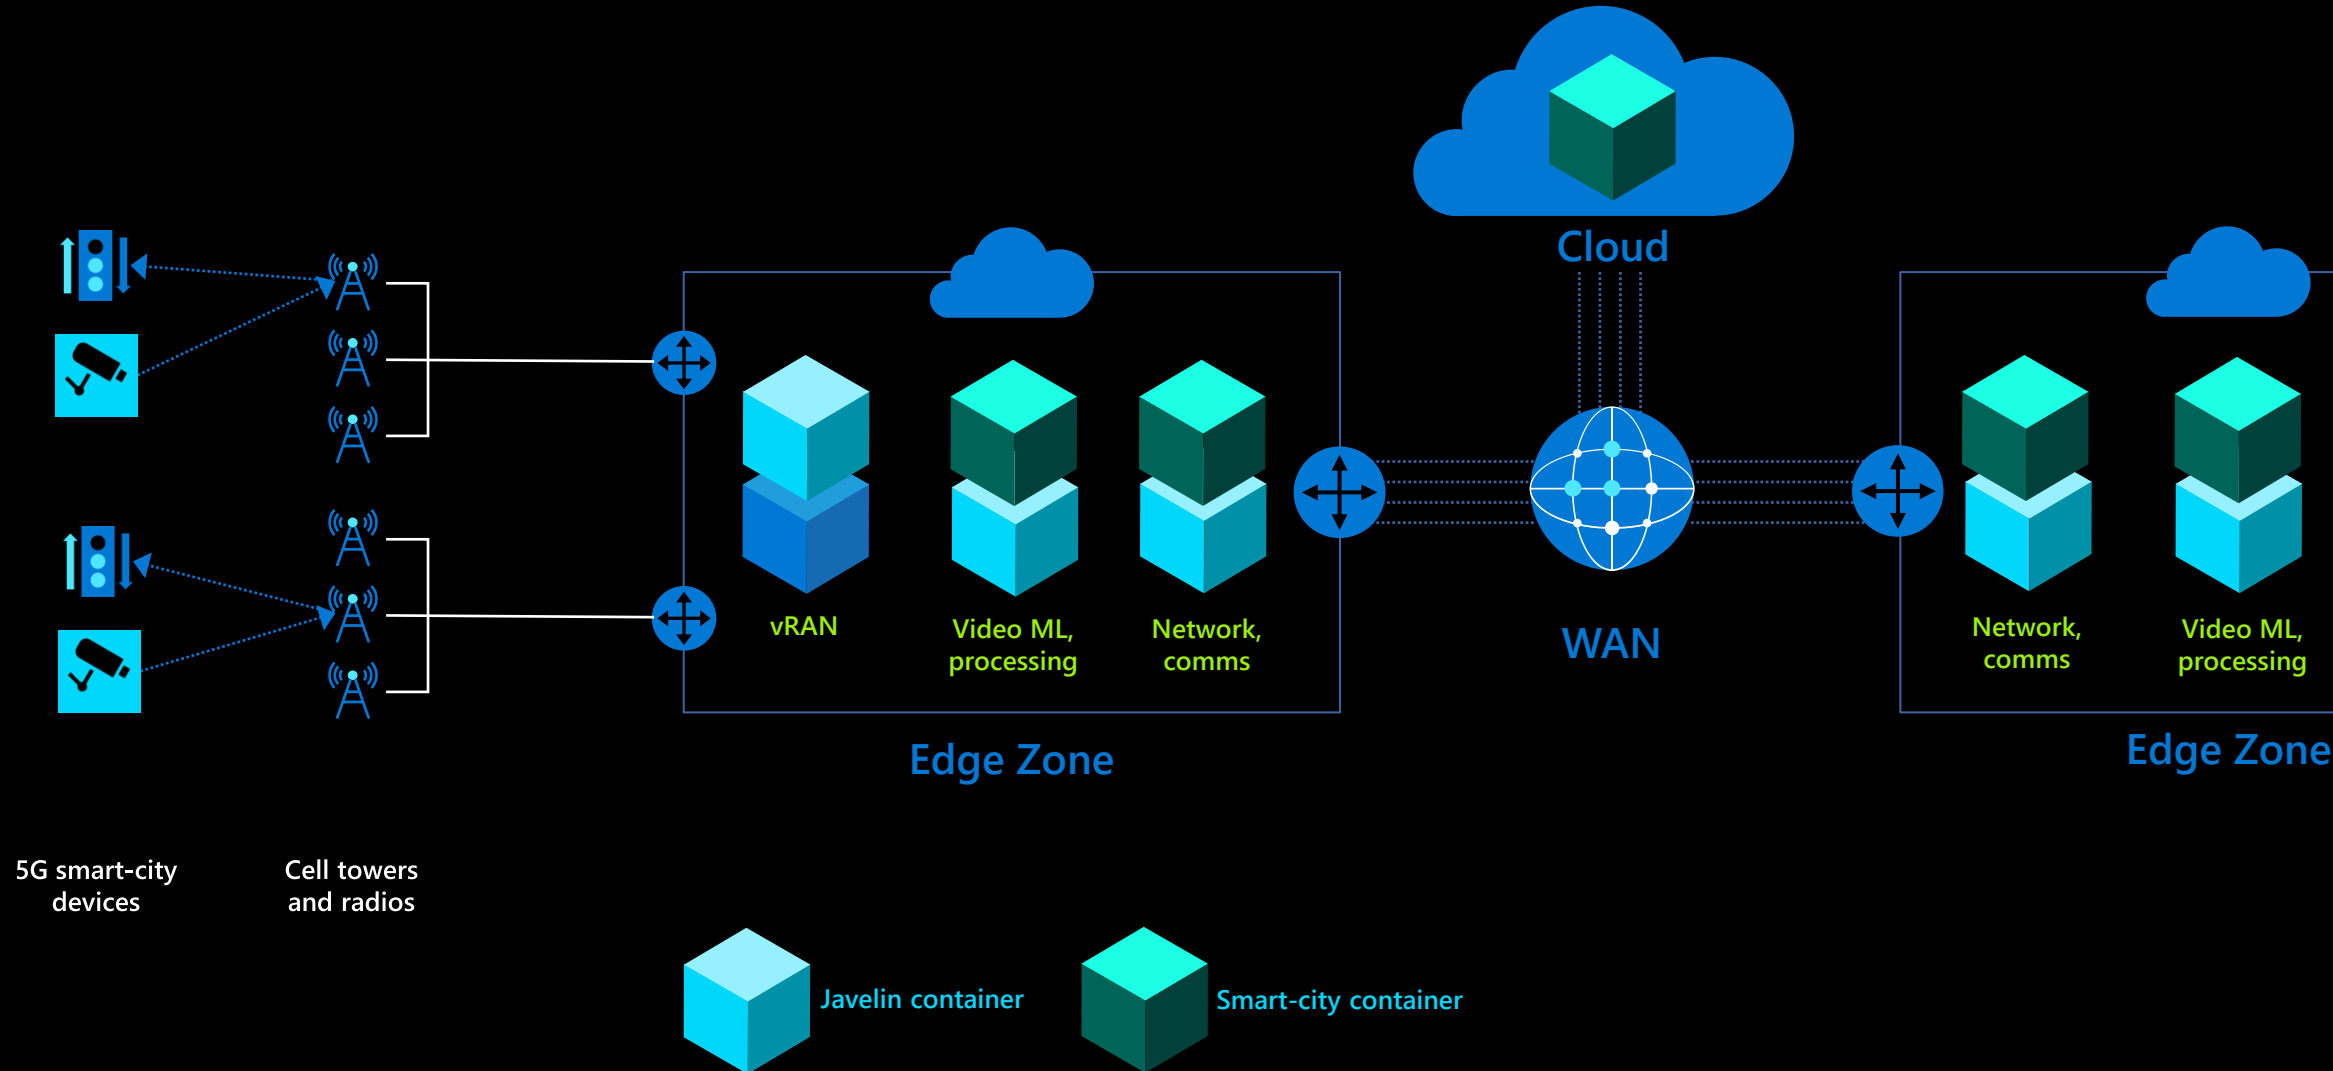 Cloud
vRAN
Video ML,
processing
Network,
comms
WAN
Network,
comms
Video ML,
processing
Edge Zone
Edge Zone
5G smart-city
devices
Cell towers
and radios
Javelin container
Smart-city container